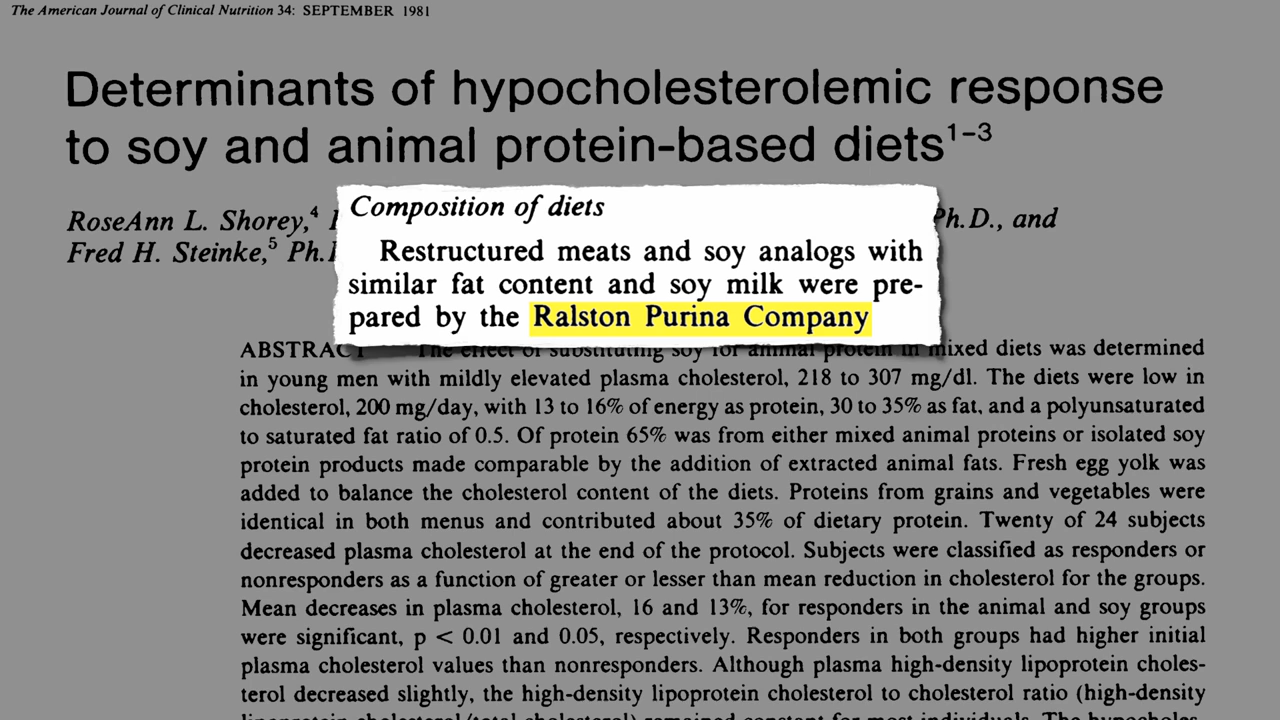 The American Journal of Clinical Nutrition 34: SEPTEMBER 1981
Determinants of hypocholesterolemic response
to soy and animal protein-based diets¹⁻³
RoseAnn L. Shorey,⁴ Ph.D., and
Fred H. Steinke,⁵
Composition of diets
Restructured meats and soy analogs with
similar fat content and soy milk were pre-
pared by the Ralston Purina Company
ABSTRACT The effect of substituting soy for animal protein in mixed diets was determined
in young men with mildly elevated plasma cholesterol, 218 to 307 mg/dl. The diets were low in
cholesterol, 200 mg/day, with 13 to 16% of energy as protein, 30 to 35% as fat, and a polyunsaturated
to saturated fat ratio of 0.5. Of protein 65% was from either mixed animal proteins or isolated soy
protein products made comparable by the addition of extracted animal fats. Fresh egg yolk was
added to balance the cholesterol content of the diets. Proteins from grains and vegetables were
identical in both menus and contributed about 35% of dietary protein. Twenty of 24 subjects
decreased plasma cholesterol at the end of the protocol. Subjects were classified as responders or
nonresponders as a function of greater or lesser than mean reduction in cholesterol for the groups.
Mean decreases in plasma cholesterol, 16 and 13%, for responders in the animal and soy groups
were significant, p < 0.01 and 0.05, respectively. Responders in both groups had higher initial
plasma cholesterol values than nonresponders. Although plasma high-density lipoprotein choles-
terol decreased slightly, the high-density lipoprotein cholesterol to cholesterol ratio (high-density